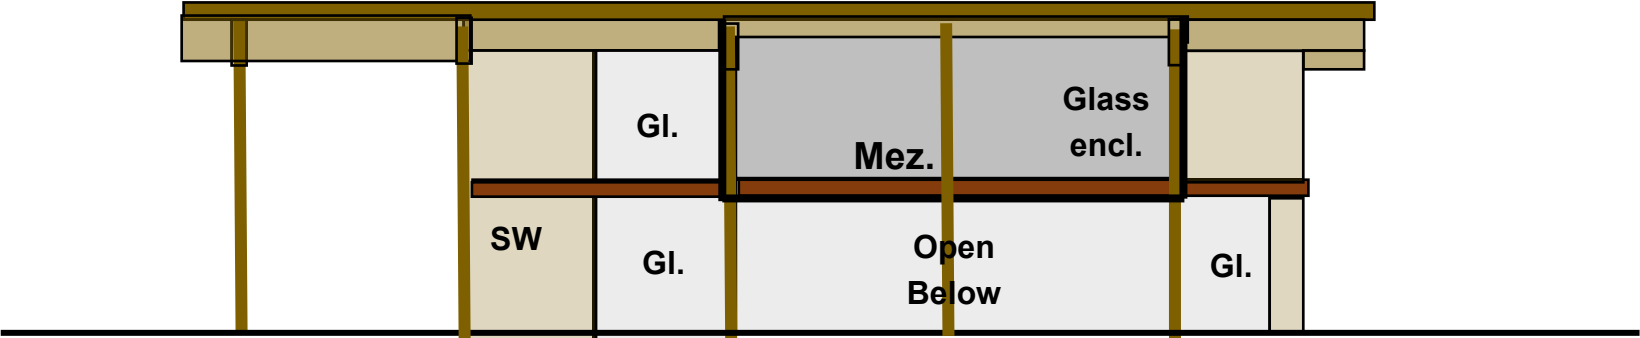 Glass
encl.
Gl.
Mez.
SW
Gl.
Open
Below
Gl.